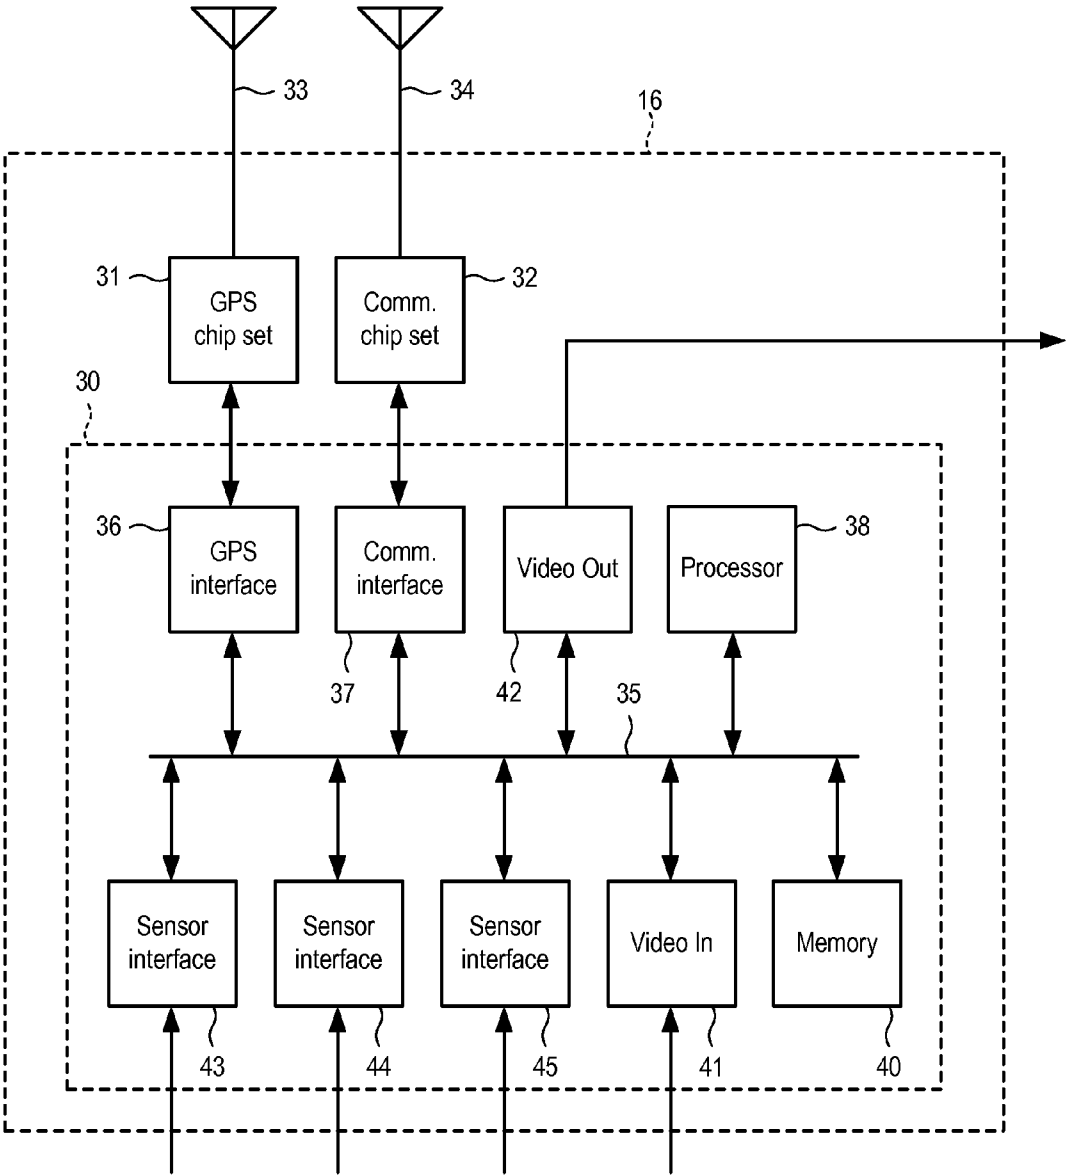 33
34
16
31
GPS
chip set
Comm.
chip set
32
30
36
GPS
interface
Comm.
interface
Video Out
Processor
38
37
42
35
Sensor
interface
Sensor
interface
Sensor
interface
Video In
Memory
43
44
45
41
40